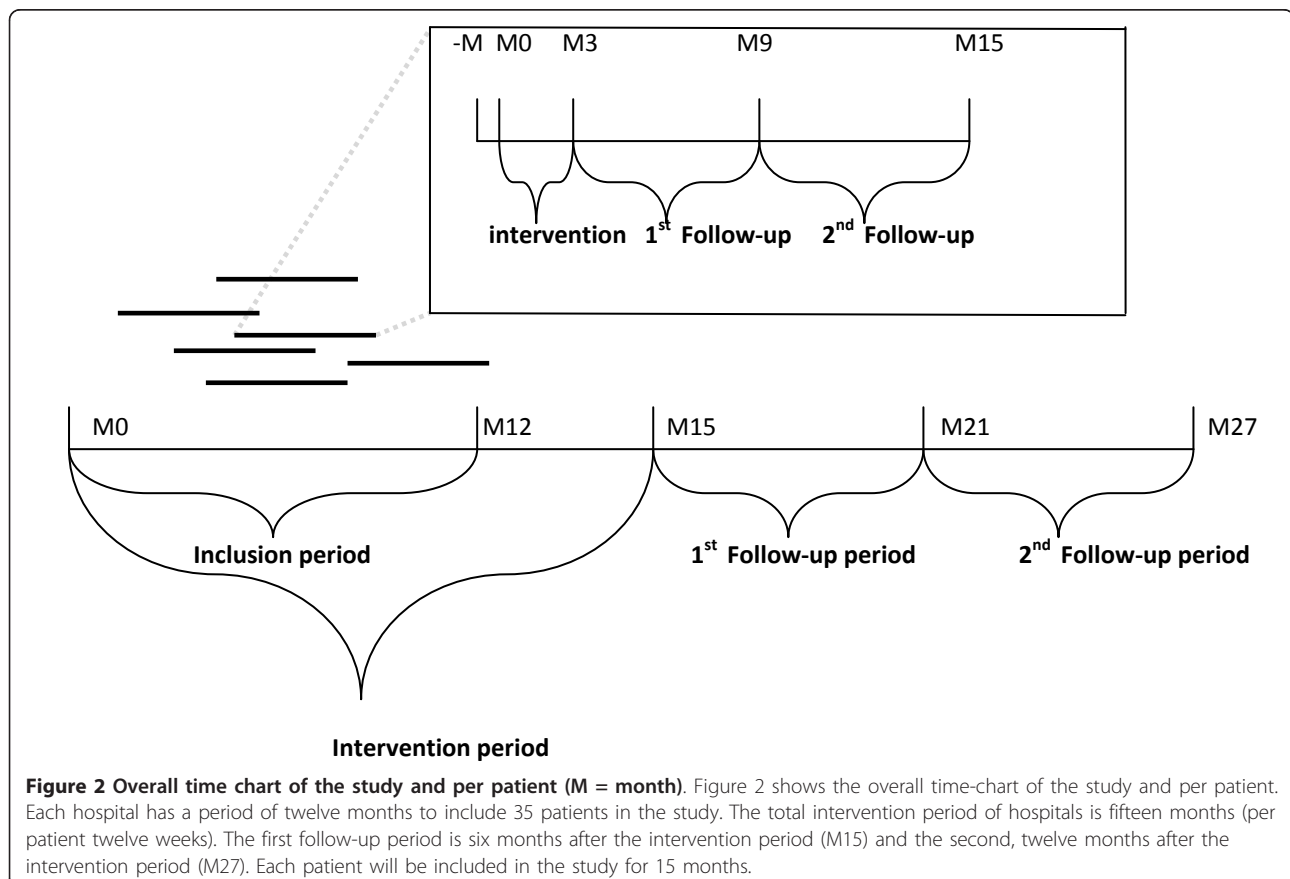 -M M0 M3 M9 M15
intervention 1st Follow-up 2nd Follow-up
M0 M12 M15 M21 M27
Inclusion period 1st Follow-up period 2nd Follow-up period
Intervention period
Figure 2 Overall time chart of the study and per patient (M = month). Figure 2 shows the overall time-chart of the study and per patient.
Each hospital has a period of twelve months to include 35 patients in the study. The total intervention period of hospitals is fifteen months (per
patient twelve weeks). The first follow-up period is six months after the intervention period (M15) and the second, twelve months after the
intervention period (M27). Each patient will be included in the study for 15 months.